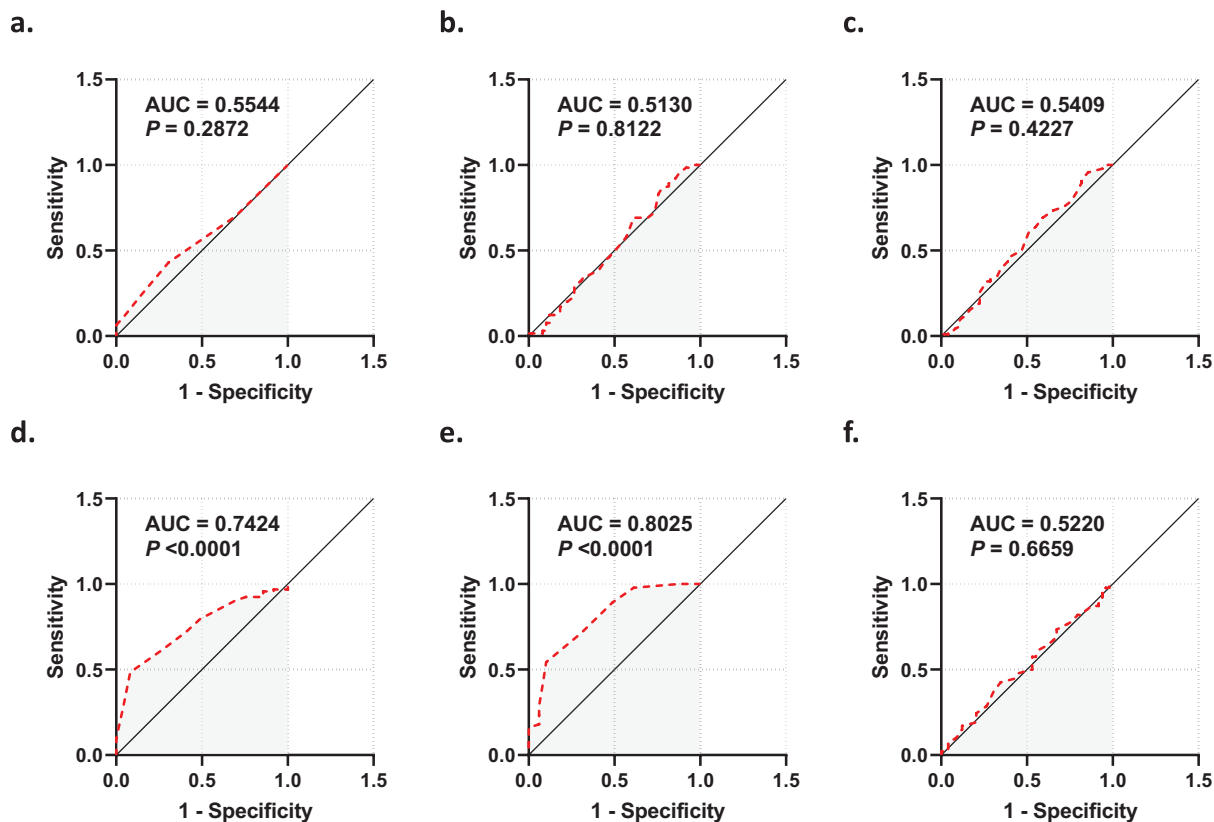 a.
b.
c.
1.5
AUC = 0.5544
P = 0.2872
1.0
Sensitivity
0.5
0.0
0.0
0.5
1.0
1.5
1 - Specificity
1.5
AUC = 0.5130
P = 0.8122
1.0
Sensitivity
0.5
0.0
0.0
0.5
1.0
1.5
1 - Specificity
1.5
AUC = 0.5409
P = 0.4227
1.0
Sensitivity
0.5
0.0
0.0
0.5
1.0
1.5
1 - Specificity
d.
e.
f.
1.5
AUC = 0.7424
P <0.0001
1.0
Sensitivity
0.5
0.0
0.0
0.5
1.0
1.5
1 - Specificity
1.5
AUC = 0.8025
P <0.0001
1.0
Sensitivity
0.5
0.0
0.0
0.5
1.0
1.5
1 - Specificity
1.5
AUC = 0.5220
P = 0.6659
1.0
Sensitivity
0.5
0.0
0.0
0.5
1.0
1.5
1 - Specificity